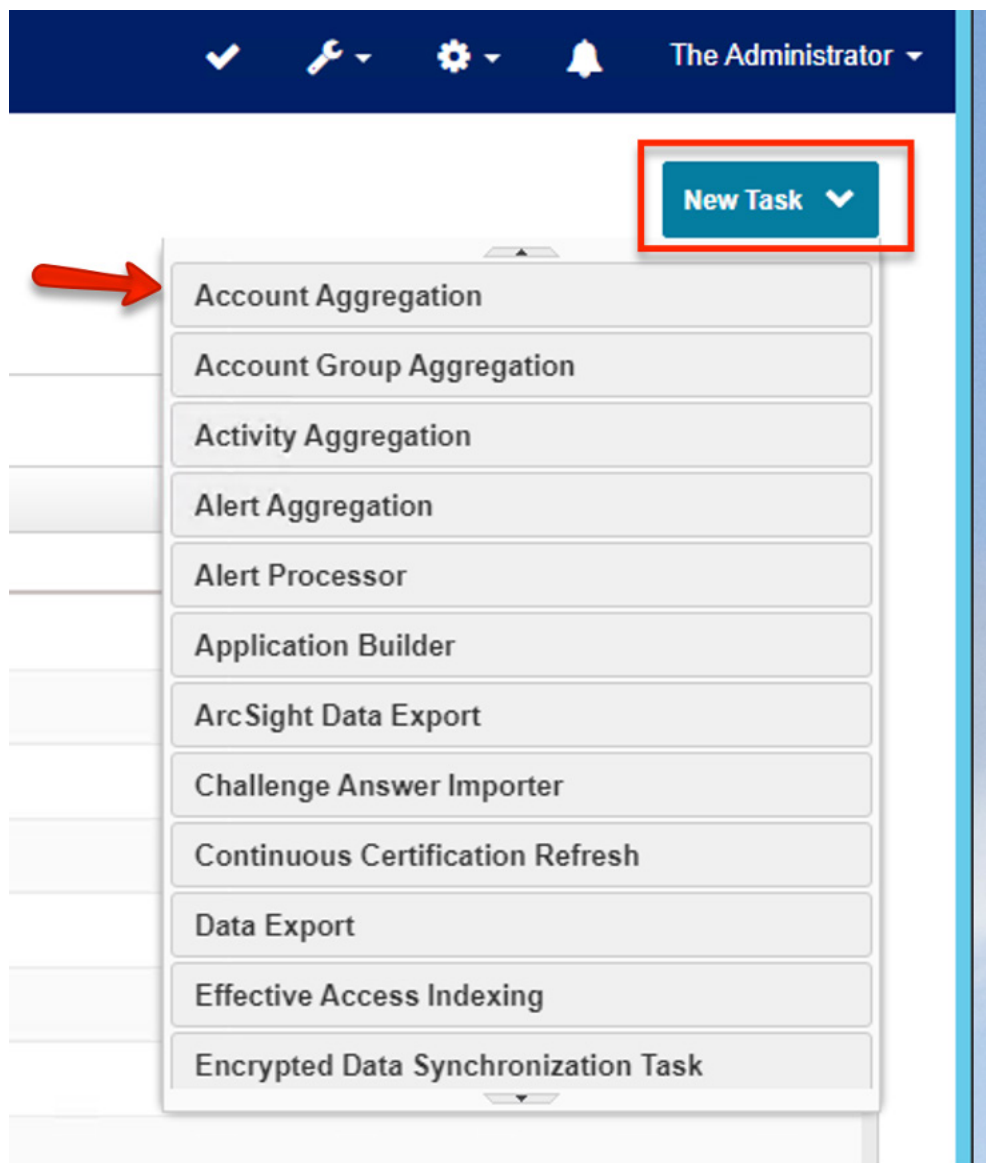 The Administrator
New Task
Account Aggregation
Account Group Aggregation
Activity Aggregation
Alert Aggregation
Alert Processor
Application Builder
ArcSight Data Export
Challenge Answer Importer
Continuous Certification Refresh
Data Export
Effective Access Indexing
Encrypted Data Synchronization Task